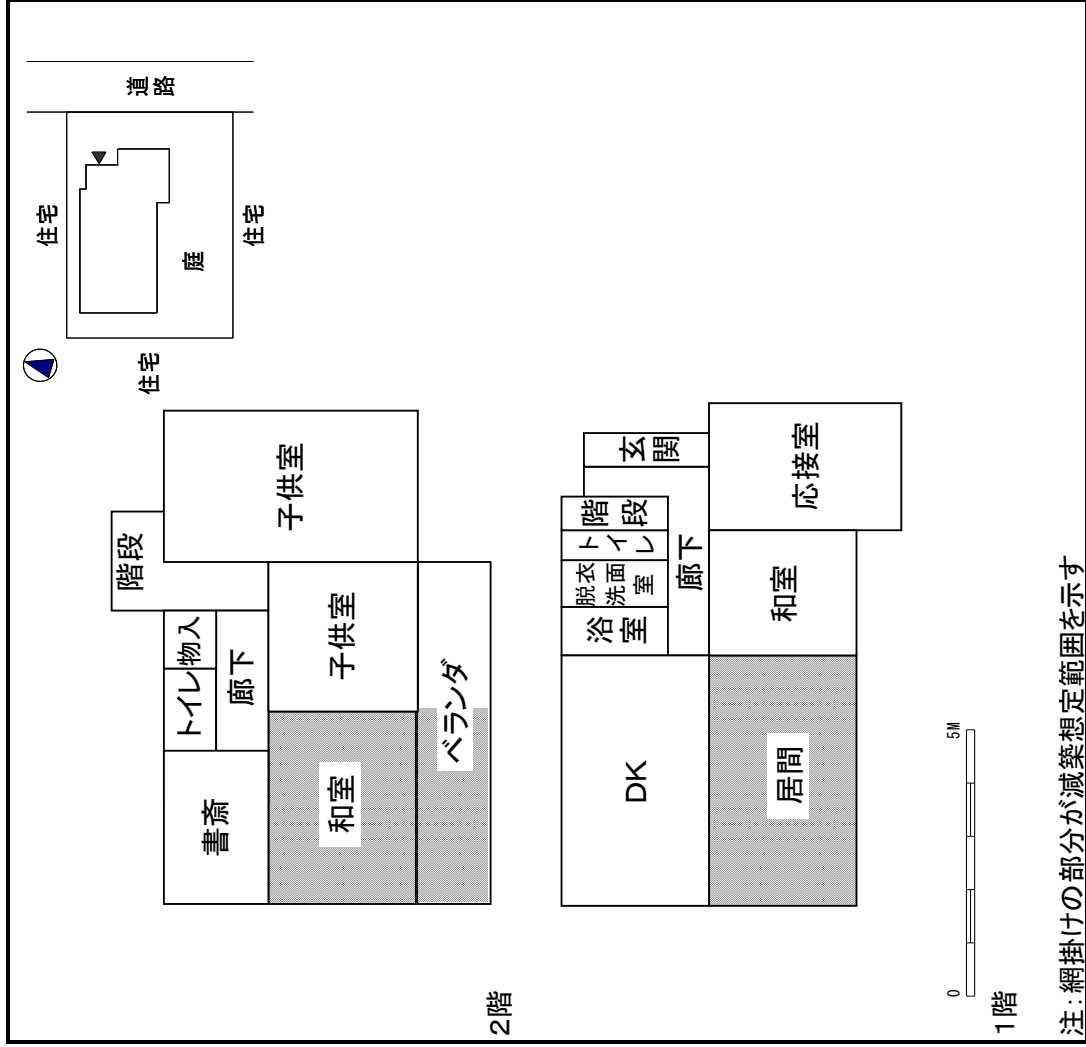 道路
住宅
庭
住宅
住宅
階段
子供室
物入
トイレ
廊下
書斎
子供室
和室
ベランダ
2階
玄関
階段
トイレ
脱衣
洗面
室
浴室
廊下
応接室
和室
DK
居間
0
5M
1階
注:網掛けの部分が減築想定範囲を示す